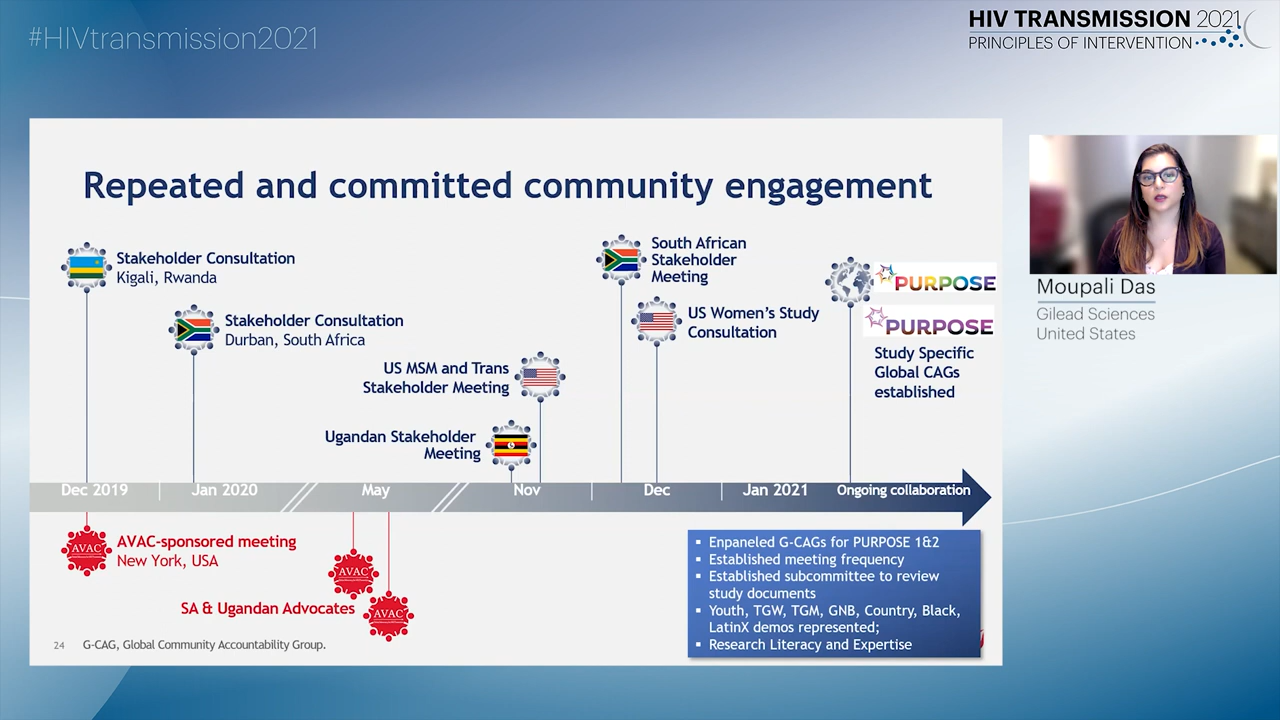 #HIVtransmission2021
HIV TRANSMISSION 2021
PRINCIPLES OF INTERVENTION
Repeated and committed community engagement
Stakeholder Consultation
Kigali, Rwanda
Stakeholder Consultation
Durban, South Africa
US MSM and Trans
Stakeholder Meeting
Ugandan Stakeholder
Meeting
South African
Stakeholder
Meeting
US Women’s Study
Consultation
PURPOSE
PURPOSE
Study Specific
Global CAGs
established
Dec 2019
Jan 2020
May
Nov
Dec
Jan 2021
Ongoing collaboration
AVAC
AVAC-sponsored meeting
New York, USA
AVAC
SA & Ugandan Advocates
AVAC
▪ Enpaneled G-CAGs for PURPOSE 1&2
▪ Established meeting frequency
▪ Established subcommittee to review
study documents
▪ Youth, TGW, TGM, GNB, Country, Black,
LatinX demos represented;
▪ Research Literacy and Expertise
24 G-CAG, Global Community Accountability Group.
Moupali Das
Gilead Sciences
United States